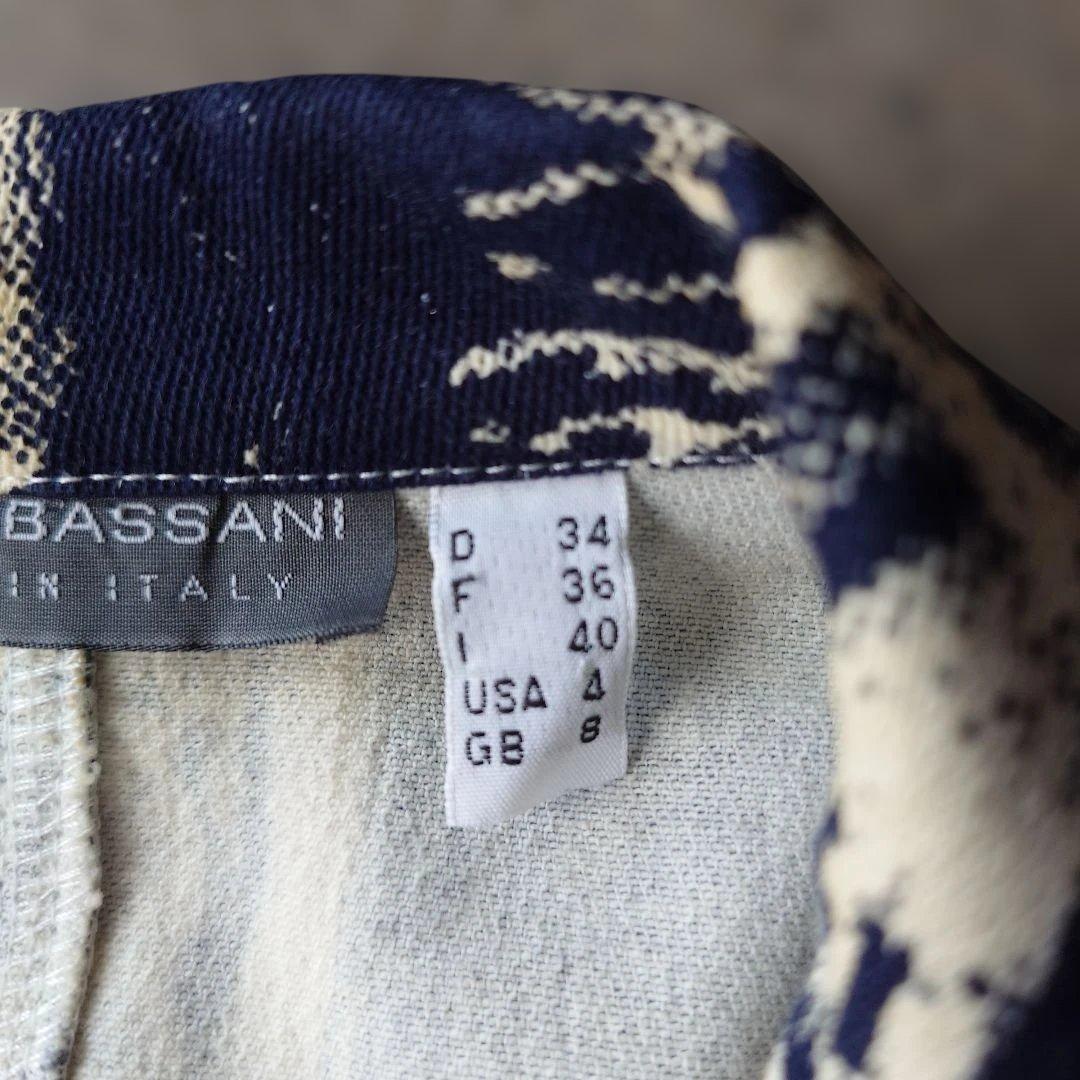 BASSANI
IN ITALY
D 34
F 36
I 40
USA 4
GB 8